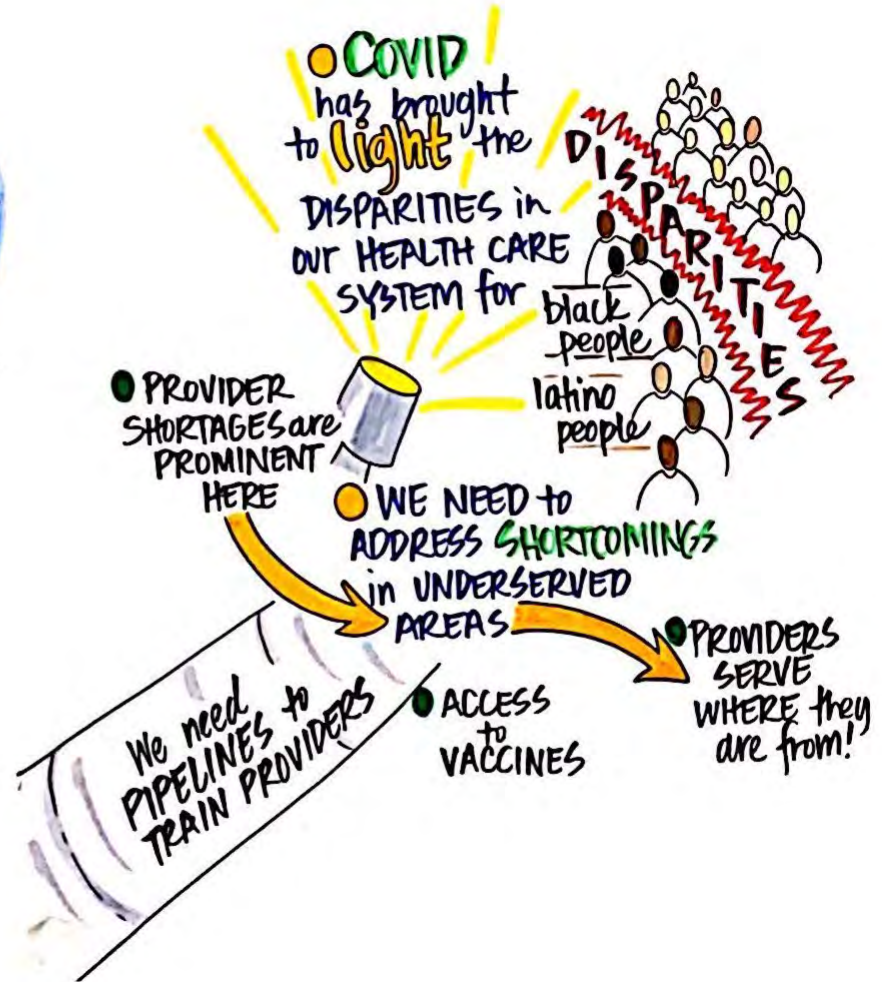 COVID
has brought
to light the
DISPARITIES in
our HEALTH CARE
SYSTEM for
black
people
latino
people
DISPARITIES
PROVIDER
SHORTAGES are
PROMINENT
HERE
WE NEED to
ADDRESS SHORTCOMINGS
in UNDERSERVED
AREAS
PROVIDERS
SERVE
WHERE they
are from!
ACCESS
to
VACCINES
We need
PIPELINES to
TRAIN PROVIDERS